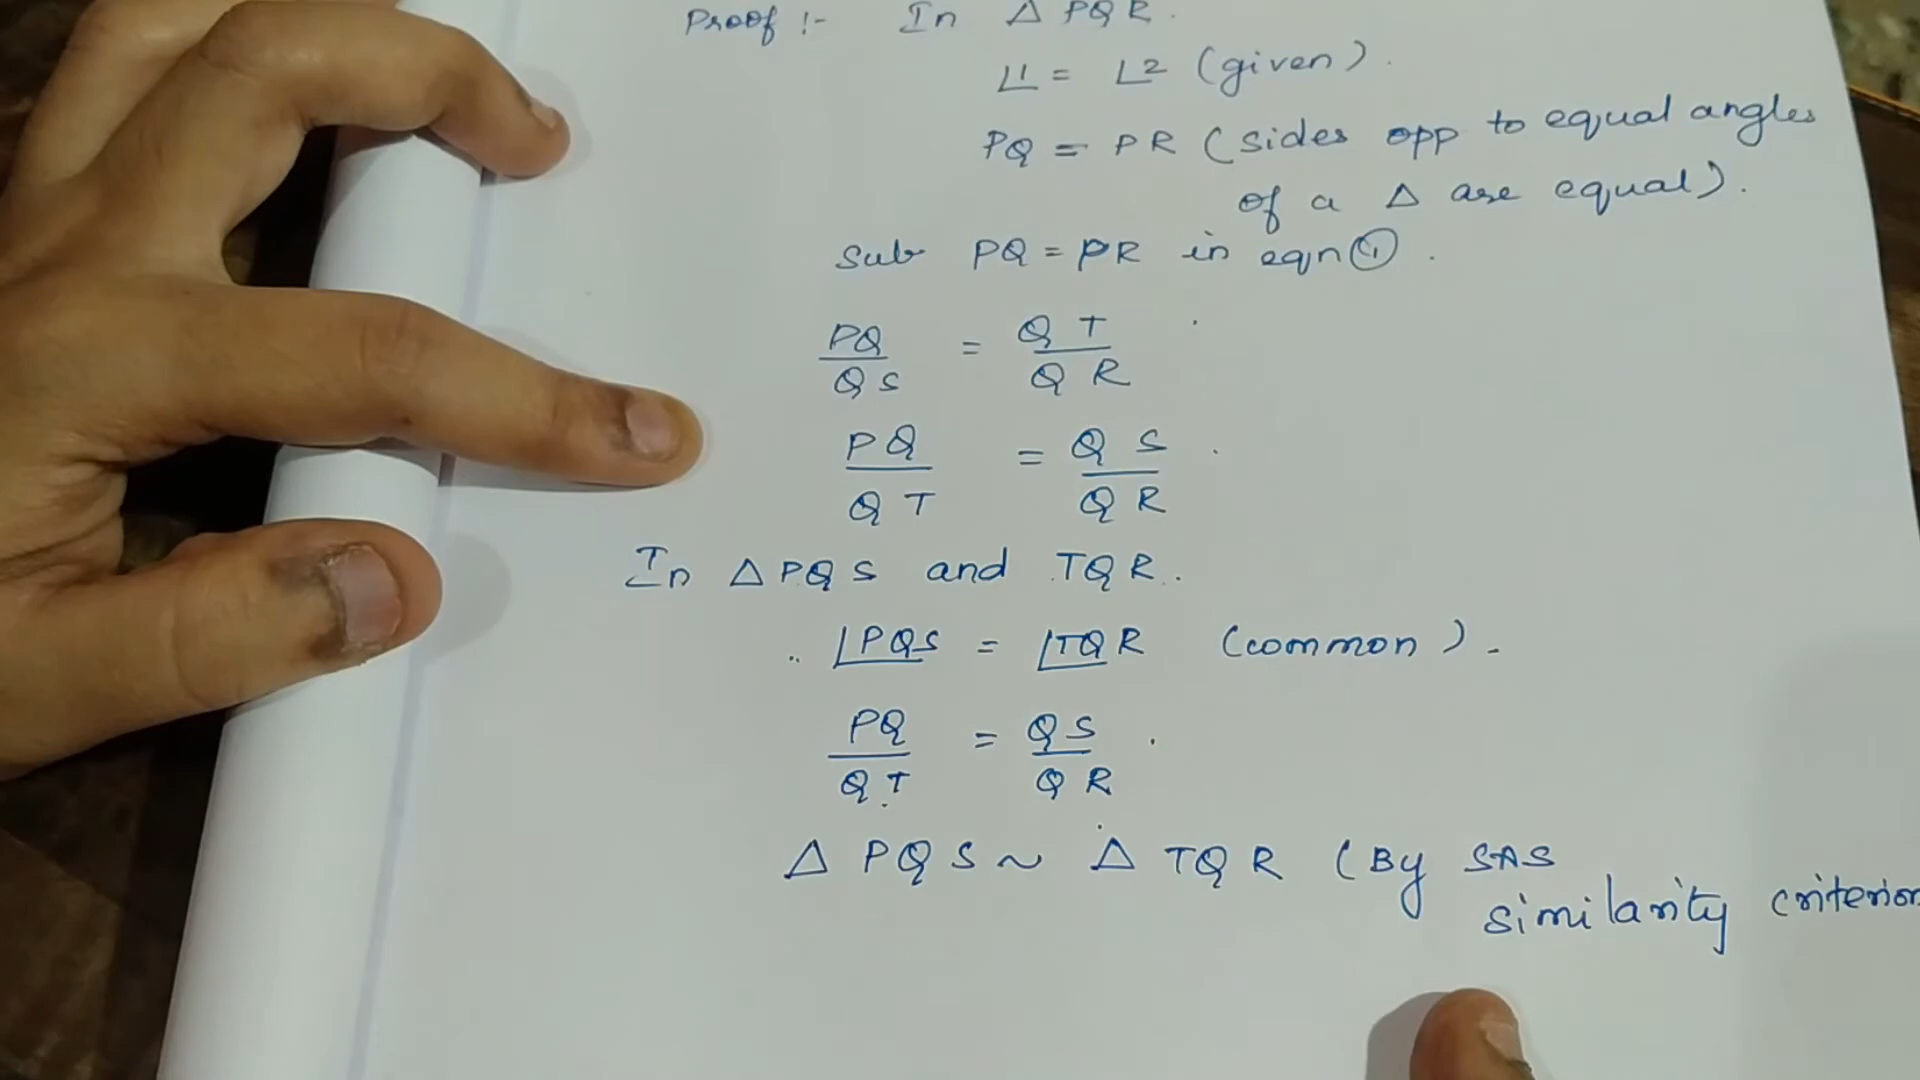 Proof :- In △ PQR.
∠1 = ∠2 (given).
PQ = PR (sides opp to equal angles
of a △ are equal).
Sub PQ = PR in eqn ①.
PQ/QS = QT/QR
PQ/QT = QS/QR.
In △ PQS and TQR.
∠PQS = ∠TQR (common).
PQ/QT = QS/QR.
△ PQS ~ △ TQR (By SAS
similarity criterion